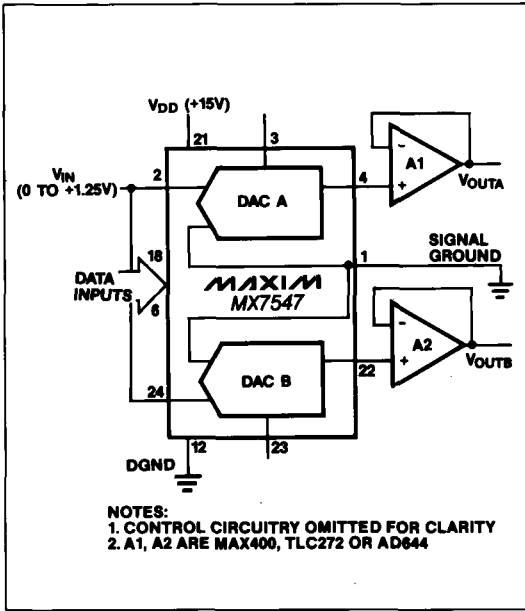 VDD (+15V)
21
3
VIN
(0 TO +1.25V)
2
DAC A
4
-
+
A1
VOUTA
18
DATA
INPUTS
6
MAXIM
MX7547
1
SIGNAL
GROUND
-
+
A2
VOUTB
DAC B
22
24
12
23
DGND
NOTES:
1. CONTROL CIRCUITRY OMITTED FOR CLARITY
2. A1, A2 ARE MAX400, TLC272 OR AD644